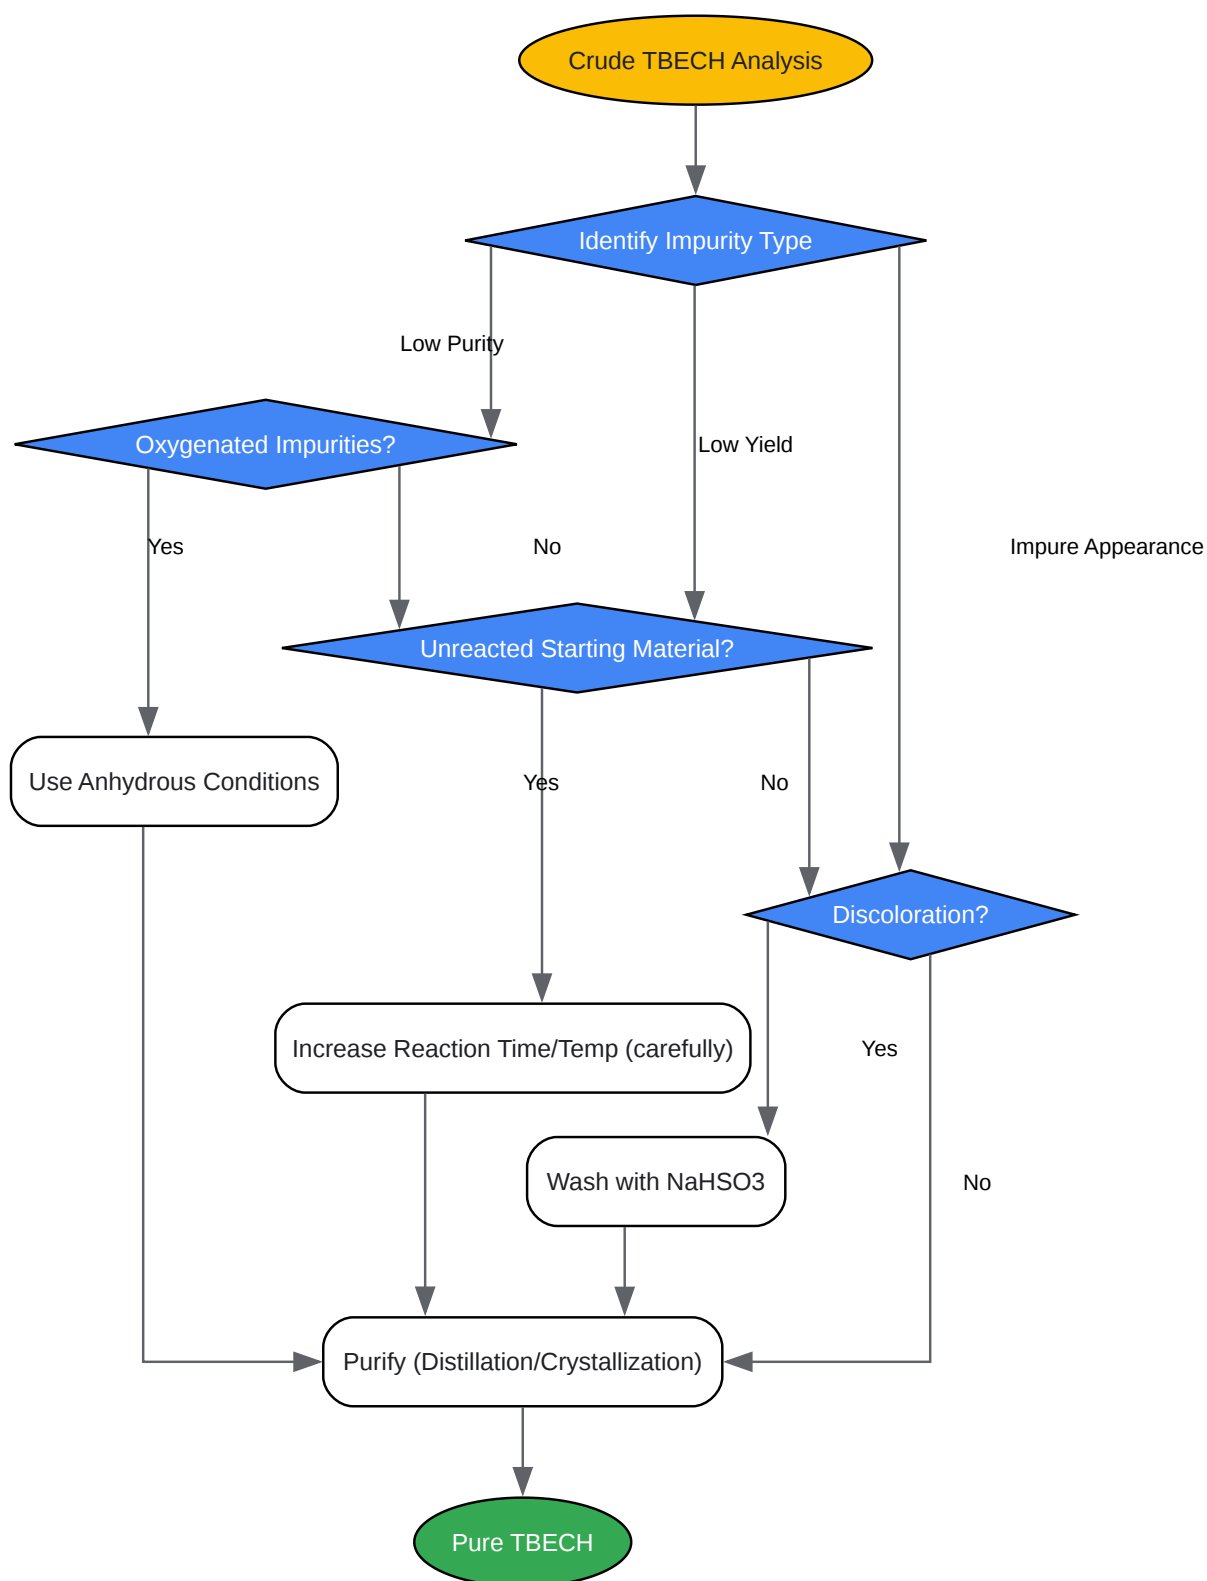 Crude TBECH Analysis
Identify Impurity Type
Low Purity
Oxygenated Impurities?
Low Yield
Yes
No
Impure Appearance
Unreacted Starting Material?
Use Anhydrous Conditions
Yes
No
Discoloration?
Increase Reaction Time/Temp (carefully)
Yes
Wash with NaHSO3
No
Purify (Distillation/Crystallization)
Pure TBECH